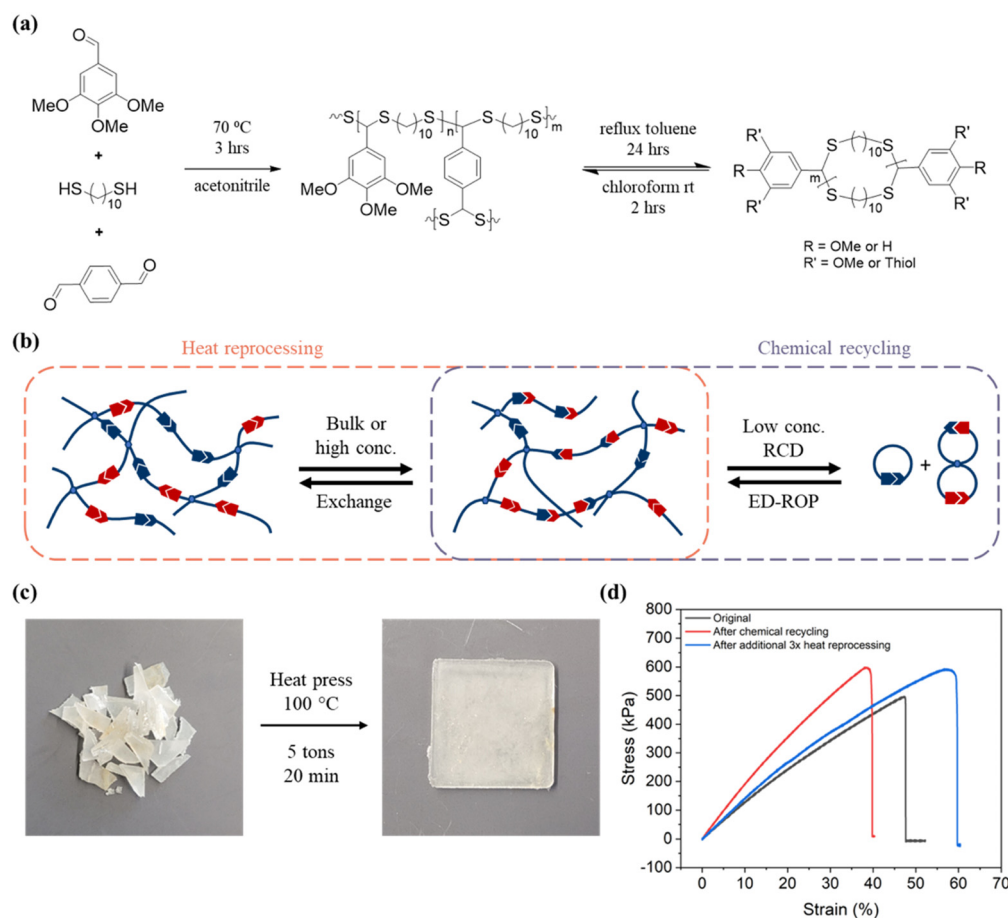 (a)
O
MeO
OMe
OMe
+
HS
SH
10
+
O
O
70 °C
3 hrs
acetonitrile
S
S
S
S
S
10
n
10
m
MeO
OMe
OMe
S
S
reflux toluene
24 hrs
chloroform rt
2 hrs
R'
R
R'
S
S
10
m
S
S
10
R'
R
R'
R = OMe or H
R' = OMe or Thiol
(b)
Heat reprocessing
Chemical recycling
Bulk or
high conc.
Exchange
Low conc.
RCD
ED-ROP
+
(c)
Heat press
100 °C
5 tons
20 min
(d)
Original
After chemical recycling
After additional 3x heat reprocessing
Stress (kPa)
800
700
600
500
400
300
200
100
0
-100
0 10 20 30 40 50 60 70
Strain (%)